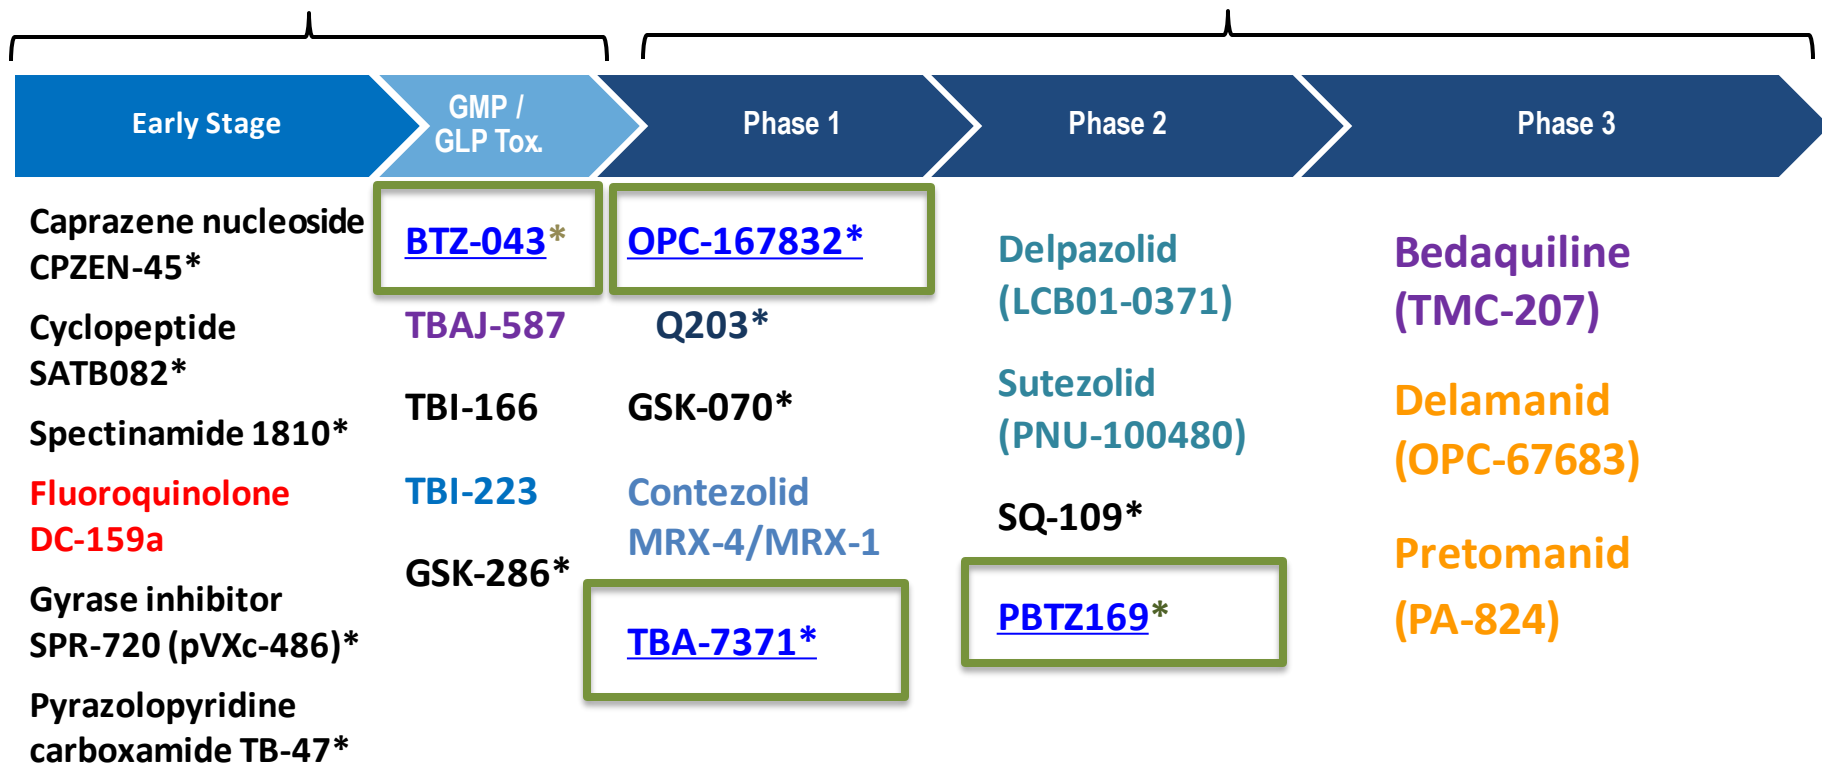 Early Stage
GMP /
GLP Tox.
Phase 1
Phase 2
Phase 3
Caprazene nucleoside
CPZEN-45*
Cyclopeptide
SATB082*
Spectinamide 1810*
Fluoroquinolone
DC-159a
Gyrase inhibitor
SPR-720 (pVXc-486)*
Pyrazolopyridine
carboxamide TB-47*
BTZ-043*
TBAJ-587
TBI-166
TBI-223
GSK-286*
OPC-167832*
Q203*
GSK-070*
Contezolid
MRX-4/MRX-1
TBA-7371*
Delpazolid
(LCB01-0371)
Sutezolid
(PNU-100480)
SQ-109*
PBTZ169*
Bedaquiline
(TMC-207)
Delamanid
(OPC-67683)
Pretomanid
(PA-824)